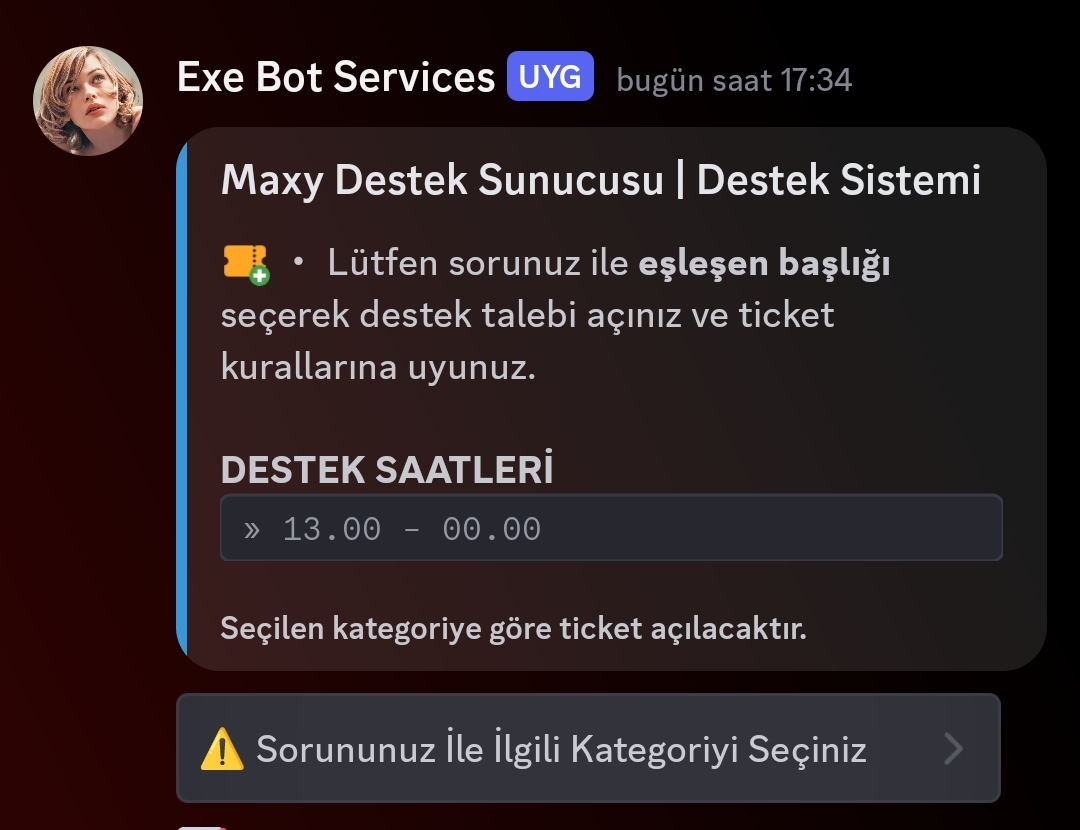 Exe Bot Services UYG bugün saat 17:34
Maxy Destek Sunucusu | Destek Sistemi
• Lütfen sorunuz ile eşleşen başlığı
seçerek destek talebi açınız ve ticket
kurallarına uyunuz.
DESTEK SAATLERİ
» 13.00 - 00.00
Seçilen kategoriye göre ticket açılacaktır.
Sorununuz İle İlgili Kategoriyi Seçiniz